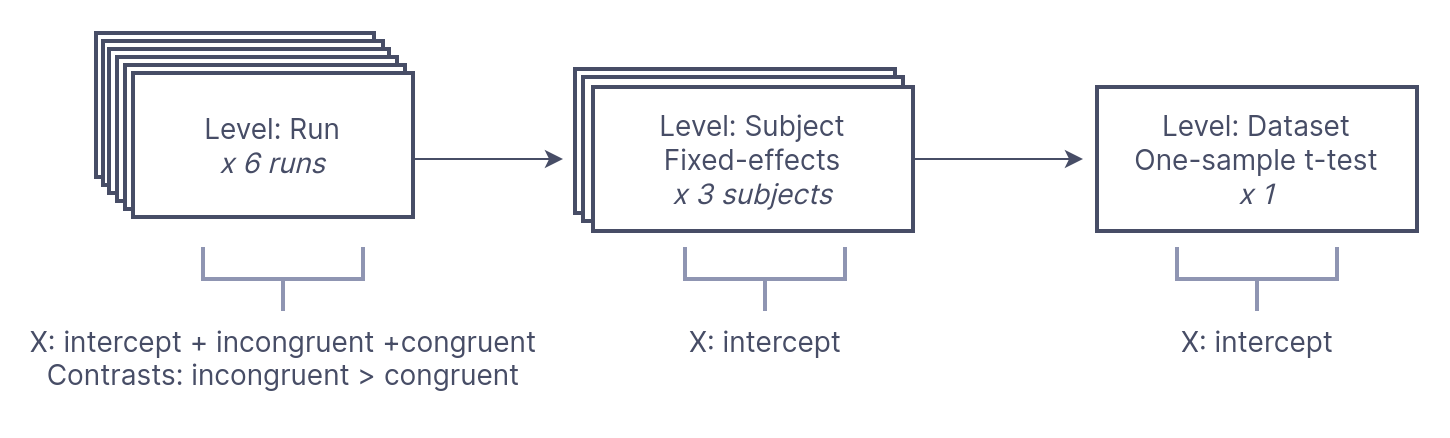 Level: Run
x 6 runs
Level: Subject
Fixed-effects
x 3 subjects
Level: Dataset
One-sample t-test
x 1
X: intercept + incongruent +congruent
Contrasts: incongruent > congruent
X: intercept
X: intercept